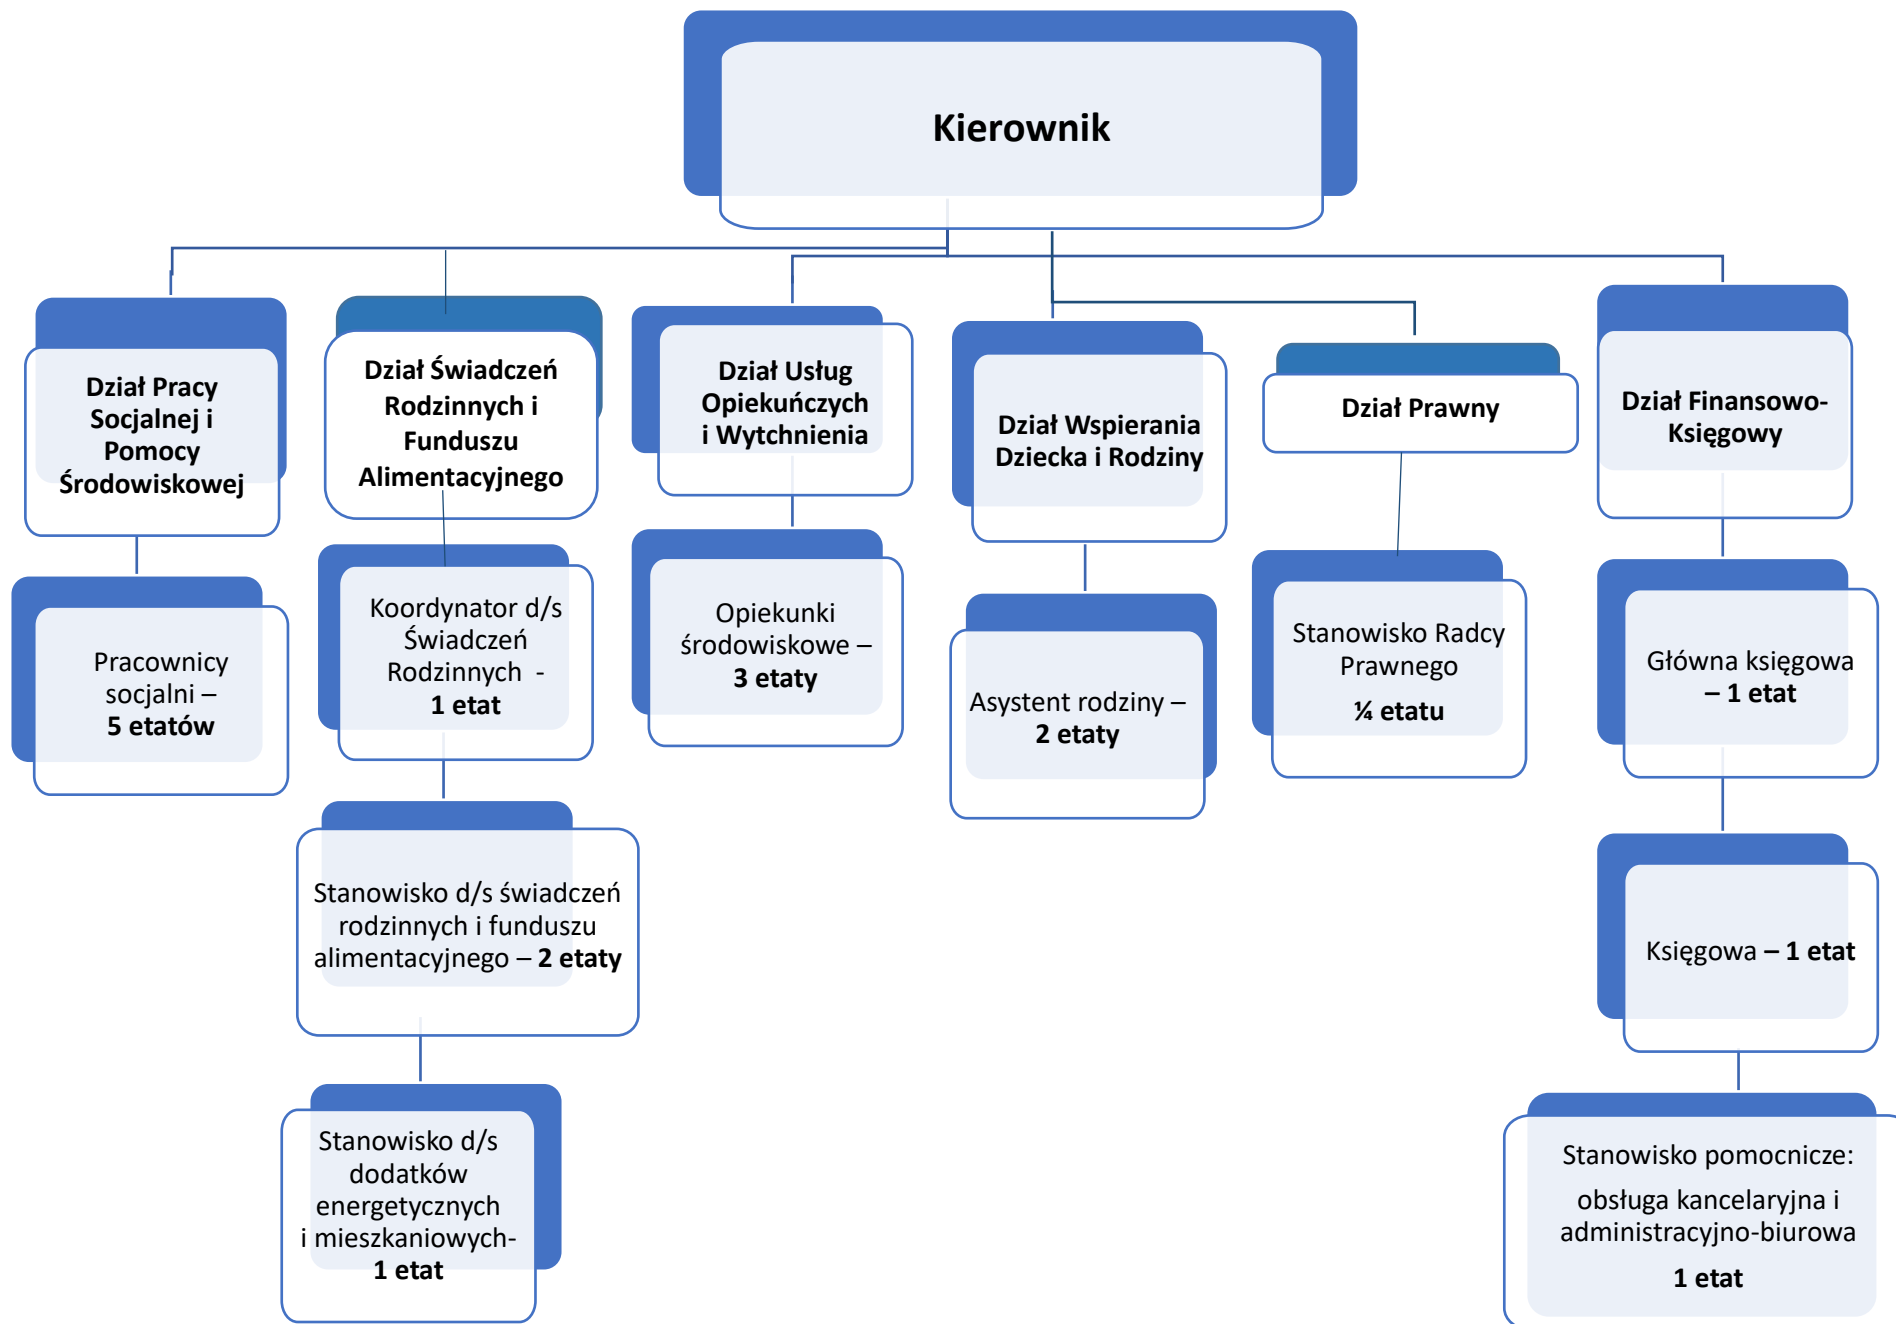 Kierownik
Dział Pracy
Socjalnej i
Pomocy
Środowiskowej
Dział Świadczeń
Rodzinnych i
Funduszu
Alimentacyjnego
Dział Usług
Opiekuńczych
i Wytchnienia
Dział Wspierania
Dziecka i Rodziny
Dział Prawny
Dział Finansowo-
Księgowy
Pracownicy
socjalni –
5 etatów
Koordynator d/s
Świadczeń
Rodzinnych -
1 etat
Opiekunki
środowiskowe –
3 etaty
Asystent rodziny –
2 etaty
Stanowisko Radcy
Prawnego
¼ etatu
Główna księgowa
– 1 etat
Stanowisko d/s świadczeń
rodzinnych i funduszu
alimentacyjnego – 2 etaty
Księgowa – 1 etat
Stanowisko d/s
dodatków
energetycznych
i mieszkaniowych-
1 etat
Stanowisko pomocnicze:
obsługa kancelaryjna i
administracyjno-biurowa
1 etat